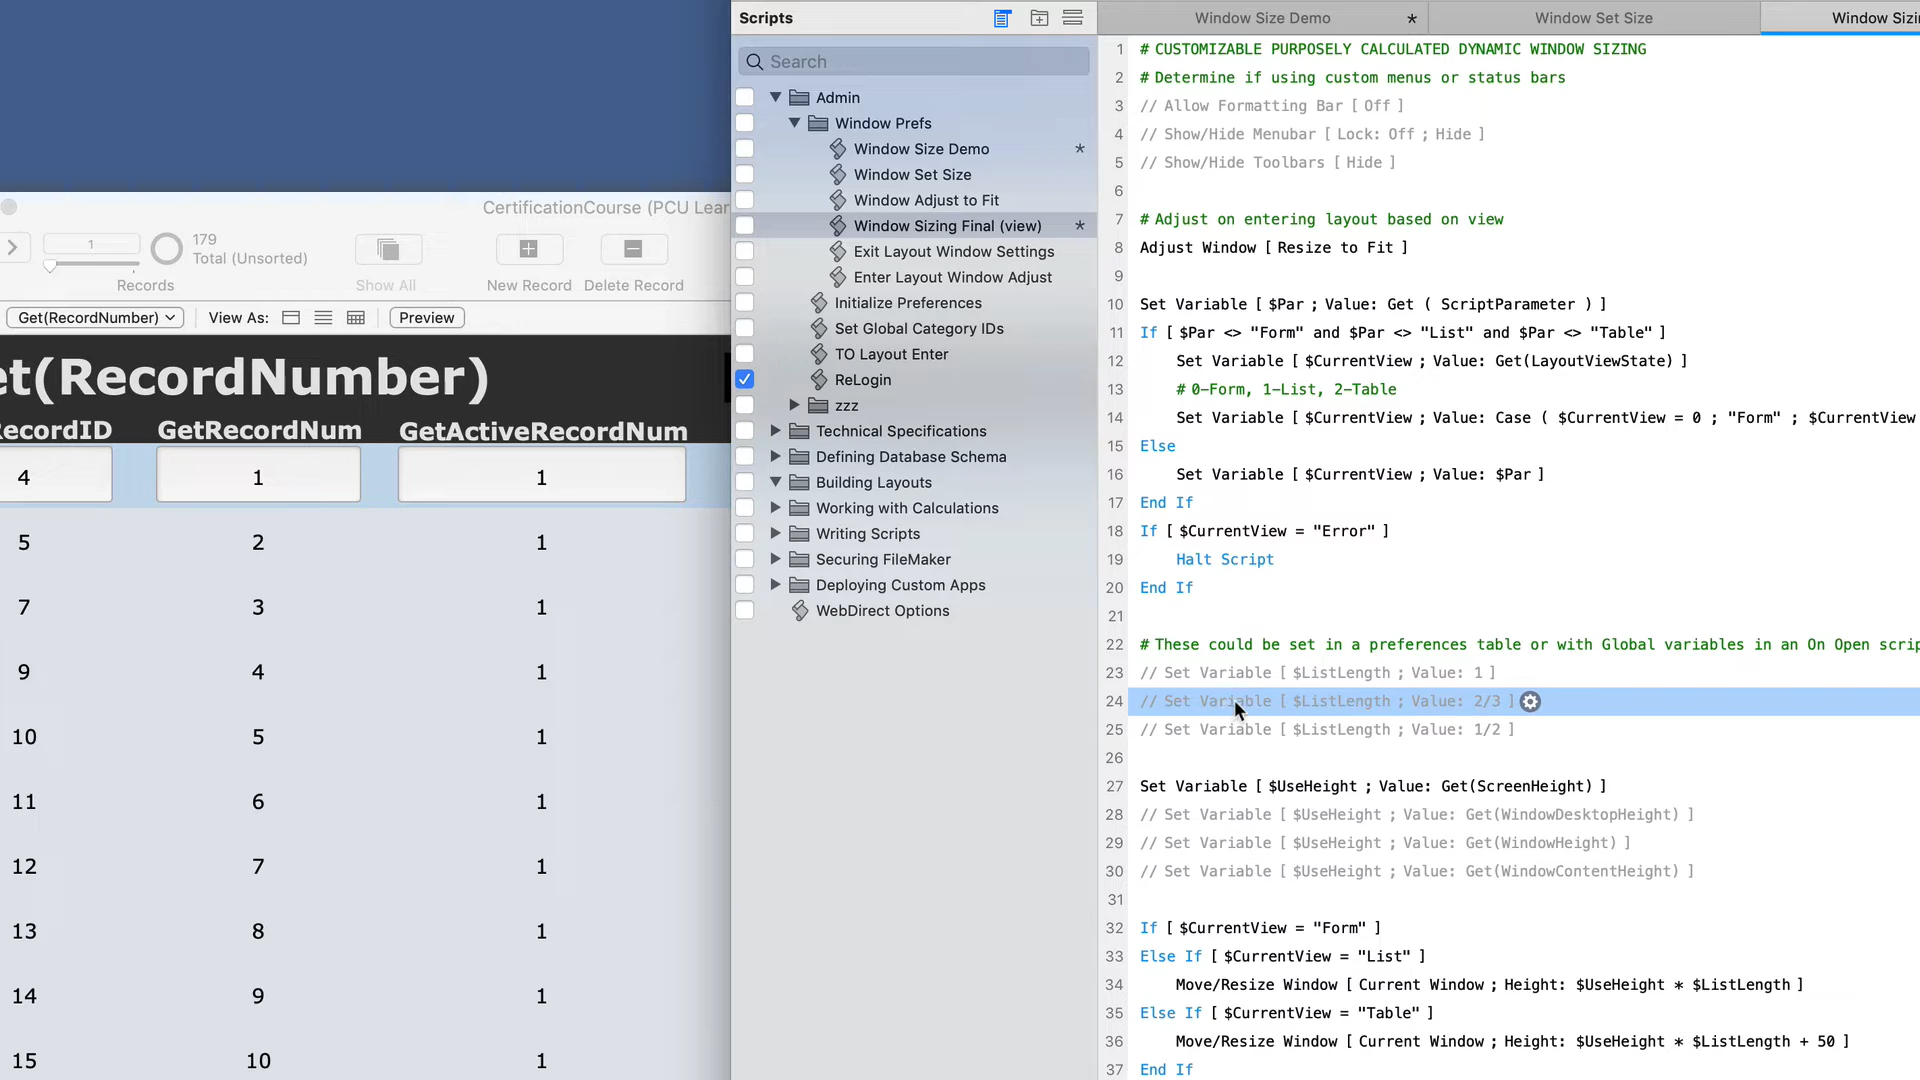 CertificationCourse (PCU Lear
1
179
Total (Unsorted)
Records
Show All
New Record
Delete Record
Get(RecordNumber)
View As:
Preview
et(RecordNumber)
ecordID GetRecordNum GetActiveRecordNum
4 1 1
5 2 1
7 3 1
9 4 1
10 5 1
11 6 1
12 7 1
13 8 1
14 9 1
15 10 1
Scripts
Search
Admin
Window Prefs
Window Size Demo *
Window Set Size
Window Adjust to Fit
Window Sizing Final (view) *
Exit Layout Window Settings
Enter Layout Window Adjust
Initialize Preferences
Set Global Category IDs
TO Layout Enter
ReLogin
zzz
Technical Specifications
Defining Database Schema
Building Layouts
Working with Calculations
Writing Scripts
Securing FileMaker
Deploying Custom Apps
WebDirect Options
Window Size Demo *
Window Set Size
Window Sizi
1 # CUSTOMIZABLE PURPOSELY CALCULATED DYNAMIC WINDOW SIZING
2 # Determine if using custom menus or status bars
3 // Allow Formatting Bar [ Off ]
4 // Show/Hide Menubar [ Lock: Off ; Hide ]
5 // Show/Hide Toolbars [ Hide ]
6
7 # Adjust on entering layout based on view
8 Adjust Window [ Resize to Fit ]
9
10 Set Variable [ $Par ; Value: Get ( ScriptParameter ) ]
11 If [ $Par <> "Form" and $Par <> "List" and $Par <> "Table" ]
12 Set Variable [ $CurrentView ; Value: Get(LayoutViewState) ]
13 # 0-Form, 1-List, 2-Table
14 Set Variable [ $CurrentView ; Value: Case ( $CurrentView = 0 ; "Form" ; $CurrentView
15 Else
16 Set Variable [ $CurrentView ; Value: $Par ]
17 End If
18 If [ $CurrentView = "Error" ]
19 Halt Script
20 End If
21
22 # These could be set in a preferences table or with Global variables in an On Open scrip
23 // Set Variable [ $ListLength ; Value: 1 ]
24 // Set Variable [ $ListLength ; Value: 2/3 ]
25 // Set Variable [ $ListLength ; Value: 1/2 ]
26
27 Set Variable [ $UseHeight ; Value: Get(ScreenHeight) ]
28 // Set Variable [ $UseHeight ; Value: Get(WindowDesktopHeight) ]
29 // Set Variable [ $UseHeight ; Value: Get(WindowHeight) ]
30 // Set Variable [ $UseHeight ; Value: Get(WindowContentHeight) ]
31
32 If [ $CurrentView = "Form" ]
33 Else If [ $CurrentView = "List" ]
34 Move/Resize Window [ Current Window ; Height: $UseHeight * $ListLength ]
35 Else If [ $CurrentView = "Table" ]
36 Move/Resize Window [ Current Window ; Height: $UseHeight * $ListLength + 50 ]
37 End If